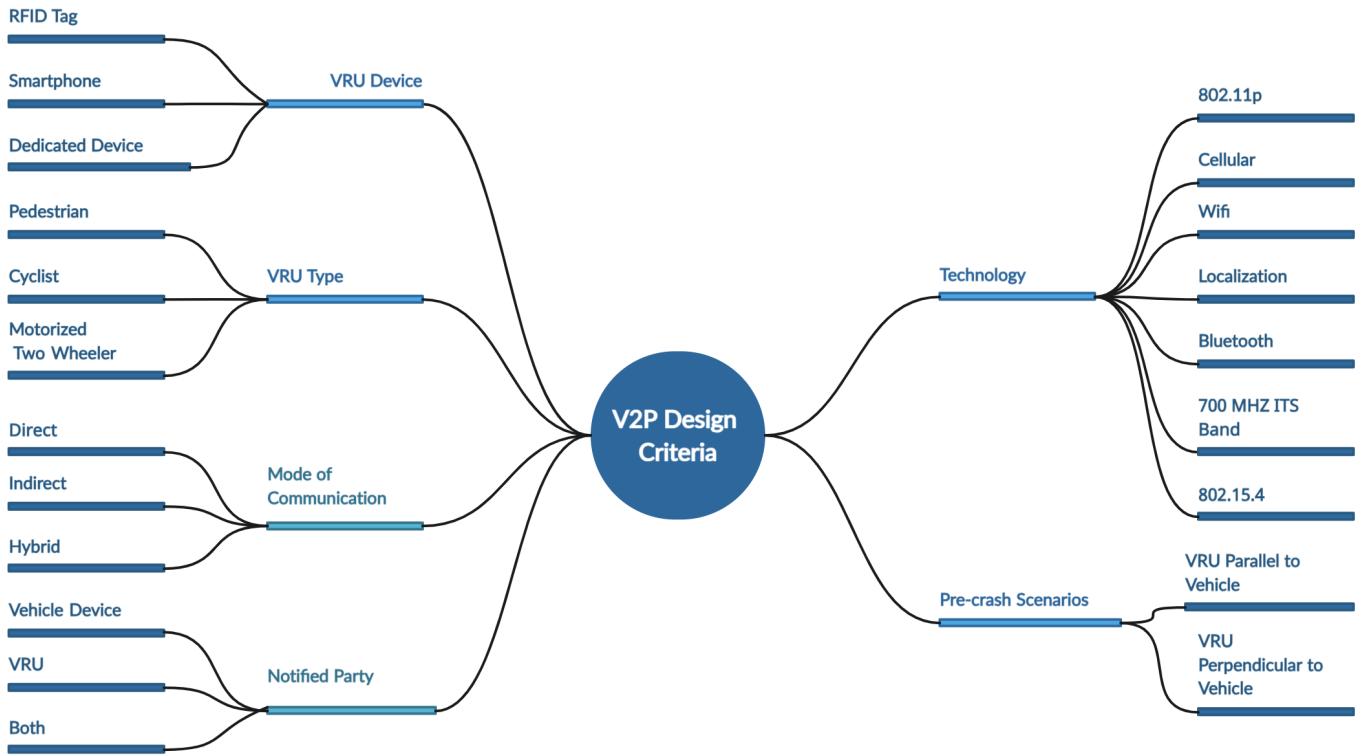 RFID Tag
Smartphone
Dedicated Device
VRU Device
Pedestrian
Cyclist
Motorized
Two Wheeler
VRU Type
Direct
Indirect
Hybrid
Mode of
Communication
Vehicle Device
VRU
Both
Notified Party
V2P Design
Criteria
Technology
802.11p
Cellular
Wifi
Localization
Bluetooth
700 MHZ ITS
Band
802.15.4
Pre-crash Scenarios
VRU Parallel to
Vehicle
VRU
Perpendicular to
Vehicle